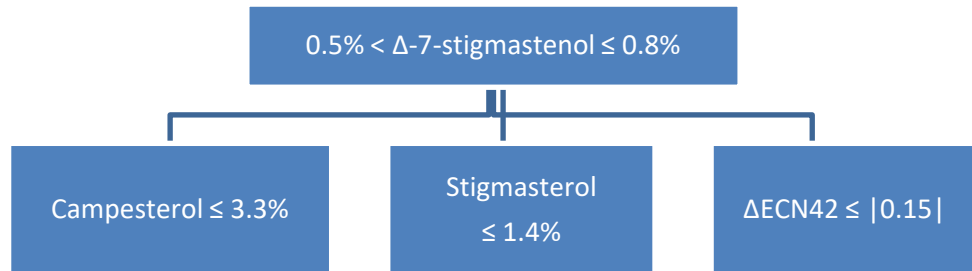 0.5% < Δ-7-stigmastenol ≤ 0.8%
Campesterol ≤ 3.3%
Stigmasterol
≤ 1.4%
ΔECN42 ≤ |0.15|